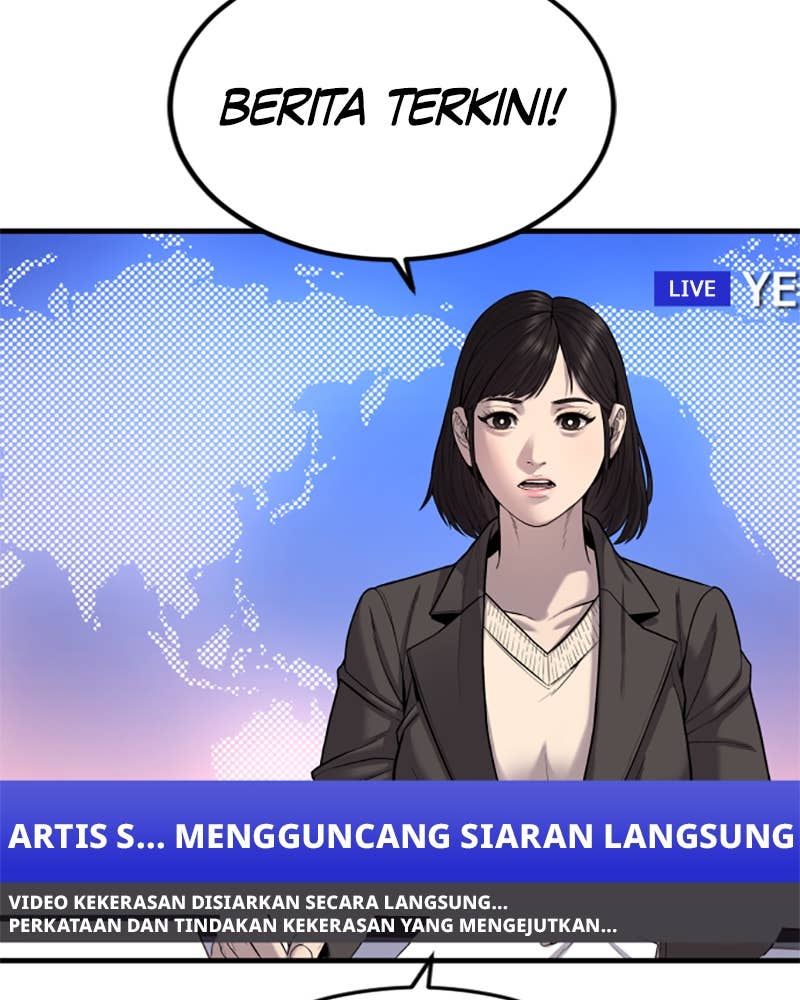 BERITA TERKINI!
LIVE YE
ARTIS S... MENGGUNCANG SIARAN LANGSUNG
VIDEO KEKERASAN DISIARKAN SECARA LANGSUNG...
PERKATAAN DAN TINDAKAN KEKERASAN YANG MENGEJUTKAN...